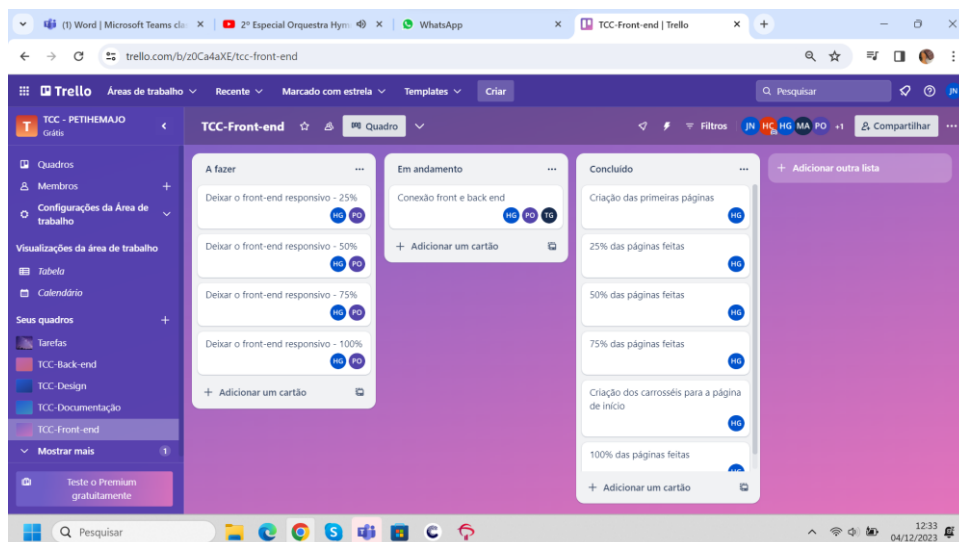 (1) Word | Microsoft Teams cla
2º Especial Orquestra Hym
WhatsApp
TCC-Front-end | Trello
trello.com/b/z0Ca4aXE/tcc-front-end
Trello
Áreas de trabalho
Recente
Marcado com estrela
Templates
Criar
Pesquisar
JN
T
TCC - PETIHEMAJO
Grátis
TCC-Front-end
Quadro
Filtros
JN HC HG MA PO +1
Compartilhar
Quadros
Membros
Configurações da Área de
trabalho
Visualizações da área de trabalho
Tabela
Calendário
Seus quadros
Tarefas
TCC-Back-end
TCC-Design
TCC-Documentação
TCC-Front-end
Mostrar mais 1
Teste o Premium
gratuitamente
A fazer
Deixar o front-end responsivo - 25%
HG PO
Deixar o front-end responsivo - 50%
HG PO
Deixar o front-end responsivo - 75%
HG PO
Deixar o front-end responsivo - 100%
HG PO
+ Adicionar um cartão
Em andamento
Conexão front e back end
HG PO TG
+ Adicionar um cartão
Concluído
Criação das primeiras páginas
HG
25% das páginas feitas
HG
50% das páginas feitas
HG
75% das páginas feitas
HG
Criação dos carrosséis para a página
de início
HG
100% das páginas feitas
HG
+ Adicionar um cartão
+ Adicionar outra lista
Pesquisar
12:33
04/12/2023